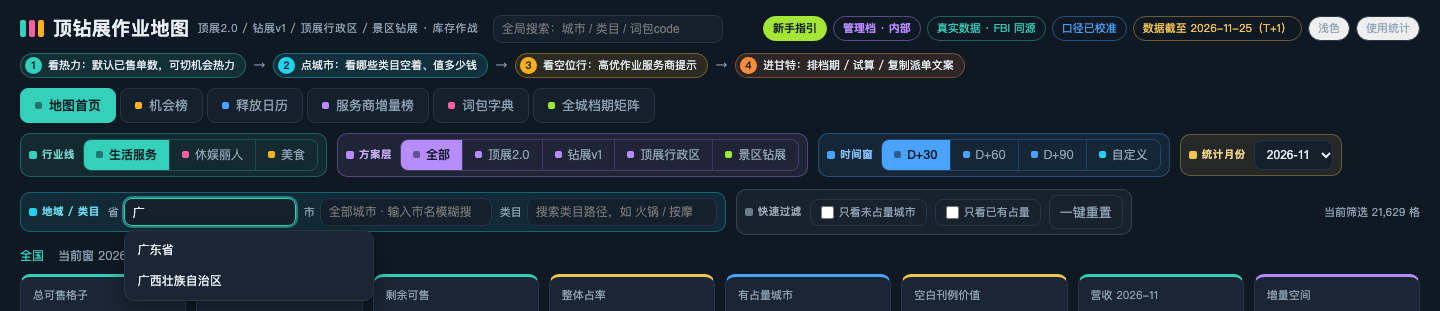 顶钻展作业地图 顶展2.0 / 钻展v1 / 顶展行政区 / 景区钻展 · 库存作战 全局搜索：城市 / 类目 / 词包code 新手指引 管理档 · 内部 真实数据 · FBI 同源 口径已校准 数据截至 2026-11-25（T+1） 浅色 使用统计
1 看热力：默认已售单数，可切机会热力 → 2 点城市：看哪些类目空着、值多少钱 → 3 看空位行：高优作业服务商提示 → 4 进甘特：排档期 / 试算 / 复制派单文案
地图首页 机会榜 释放日历 服务商增量榜 词包字典 全城档期矩阵
行业线 生活服务 休娱丽人 美食 方案层 全部 顶展2.0 钻展v1 顶展行政区 景区钻展 时间窗 D+30 D+60 D+90 自定义 统计月份 2026-11
地域 / 类目 省 广 市 全部城市 · 输入市名模糊搜 类目 搜索类目路径，如 火锅 / 按摩 快速过滤 只看未占量城市 只看已有占量 一键重置 当前筛选 21,629 格
广东省
全国 当前窗 2026
广西壮族自治区
总可售格子 剩余可售 整体占率 有占量城市 空白刊例价值 营收 2026-11 增量空间